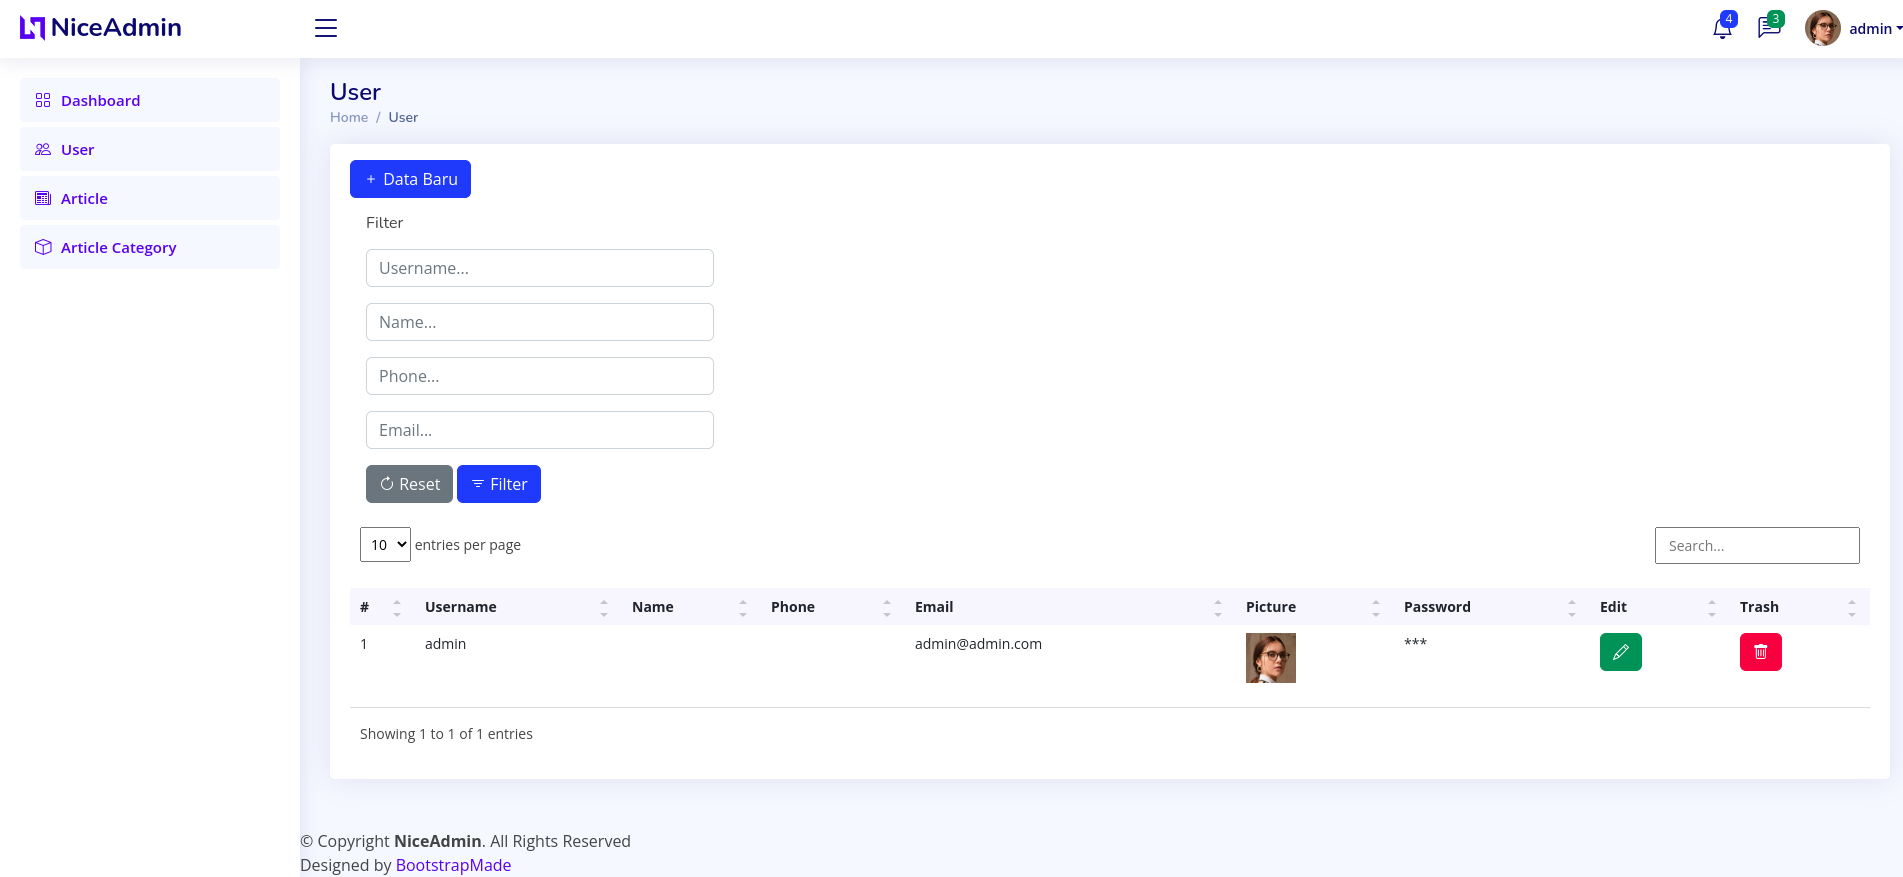 NiceAdmin
4
3
admin
Dashboard
User
Article
Article Category
User
Home / User
+ Data Baru
Filter
Username...
Name...
Phone...
Email...
Reset Filter
10 entries per page
Search...
# Username Name Phone Email Picture Password Edit Trash
1 admin admin@admin.com ***
Showing 1 to 1 of 1 entries
© Copyright NiceAdmin. All Rights Reserved
Designed by BootstrapMade